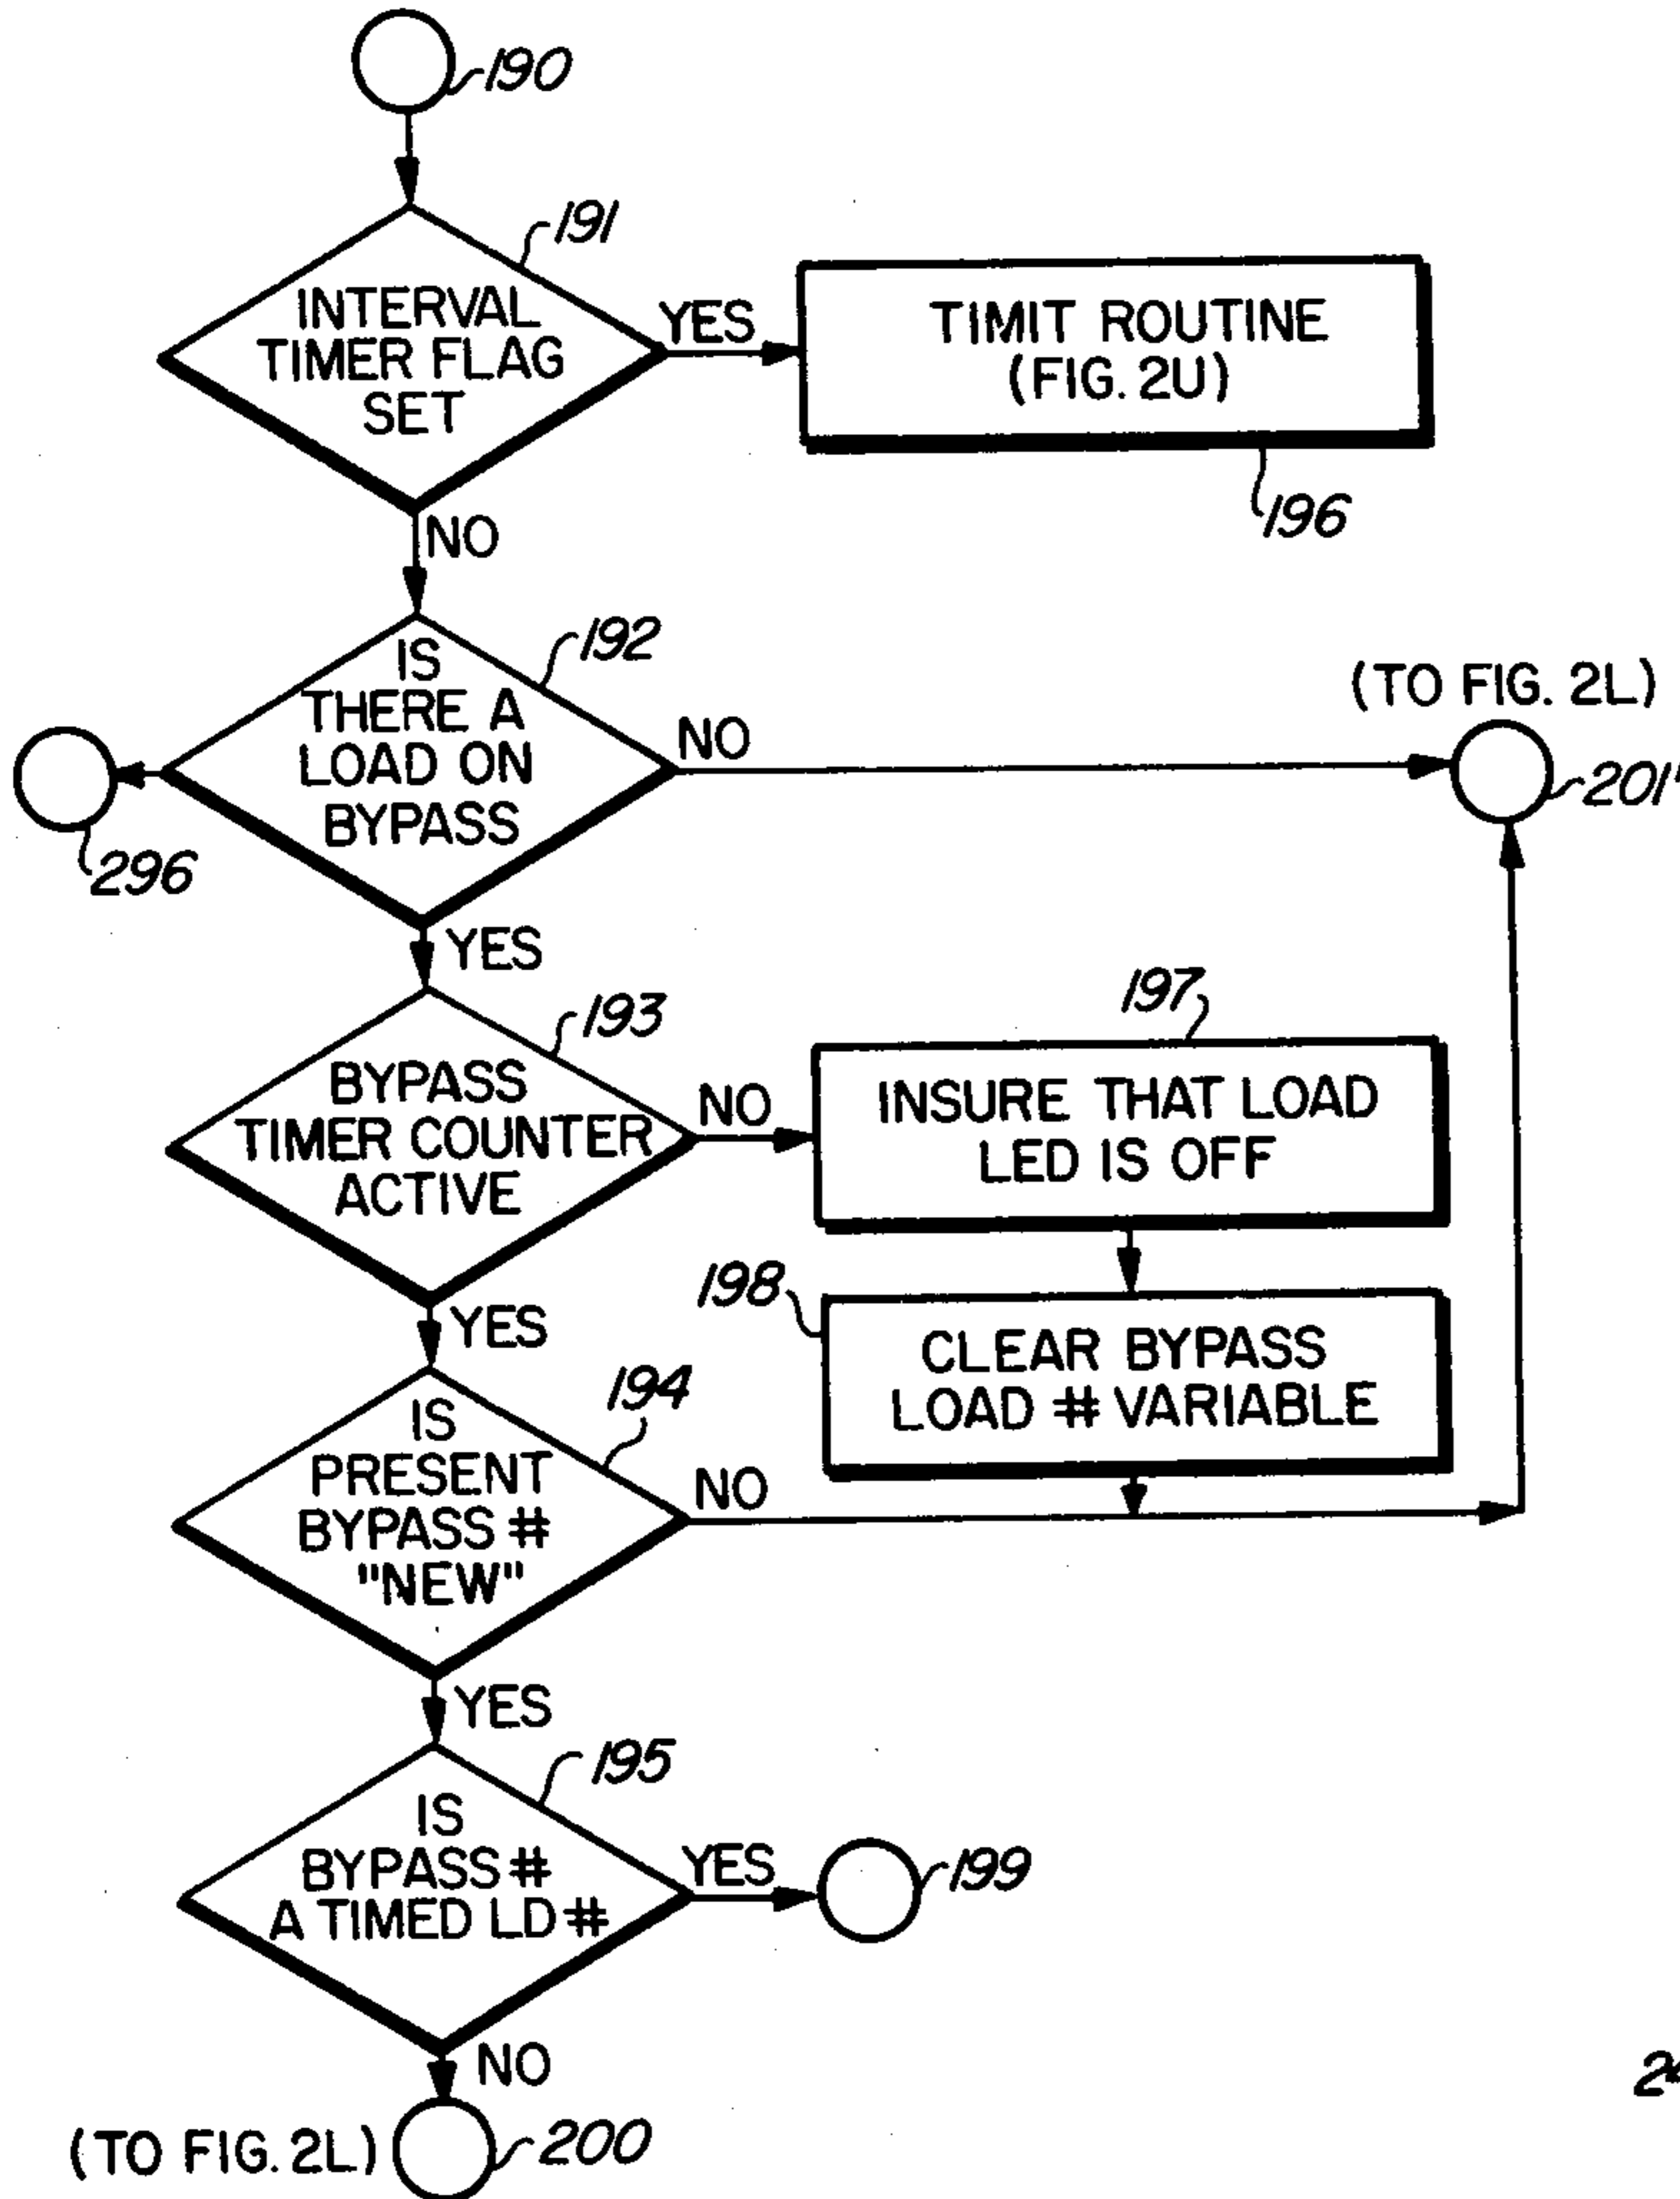 190
191
INTERVAL
TIMER FLAG
SET
YES
TIMIT ROUTINE
(FIG. 2U)
196
NO
IS
THERE A
LOAD ON
BYPASS
192
NO
(TO FIG. 2L)
201'
296
YES
193
BYPASS
TIMER COUNTER
ACTIVE
NO
197
INSURE THAT LOAD
LED IS OFF
198
CLEAR BYPASS
LOAD # VARIABLE
YES
194
IS
PRESENT
BYPASS #
"NEW"
NO
YES
195
IS
BYPASS #
A TIMED LD #
YES
199
NO
(TO FIG. 2L)
200